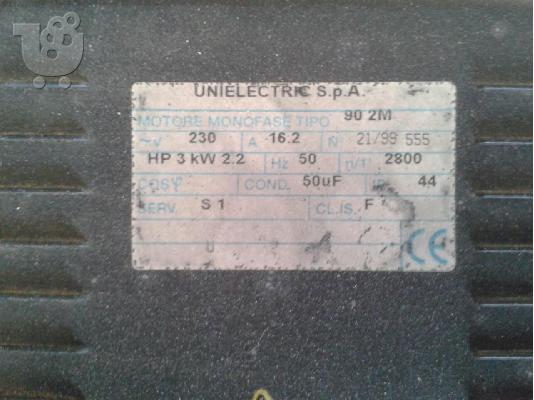 UNIELECTRIC S.p.A.
MOTORE MONOFASE TIPO 90 2M
~V 230 A 16.2 N 21/99 555
HP 3 kW 2.2 Hz 50 n/1' 2800
COSφ COND. 50uF IP 44
SERV. S 1 CL.IS. F
CE